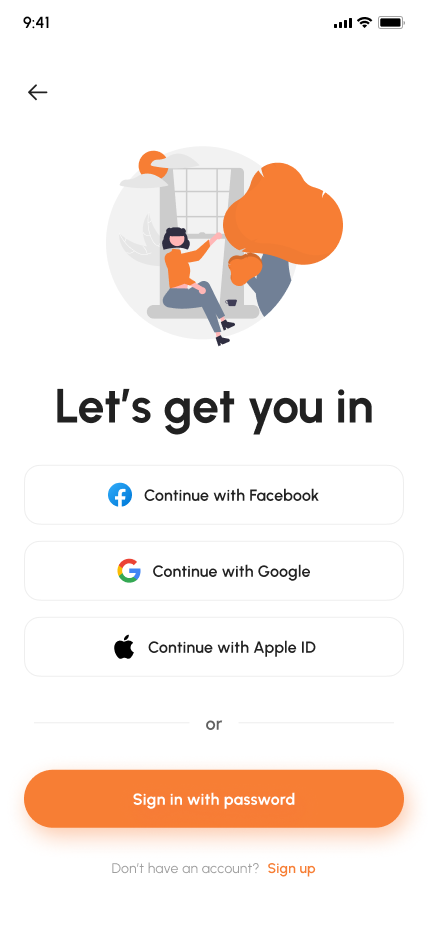 9:41
Let's get you in
Continue with Facebook
Continue with Google
Continue with Apple ID
or
Sign in with password
Don't have an account? Sign up